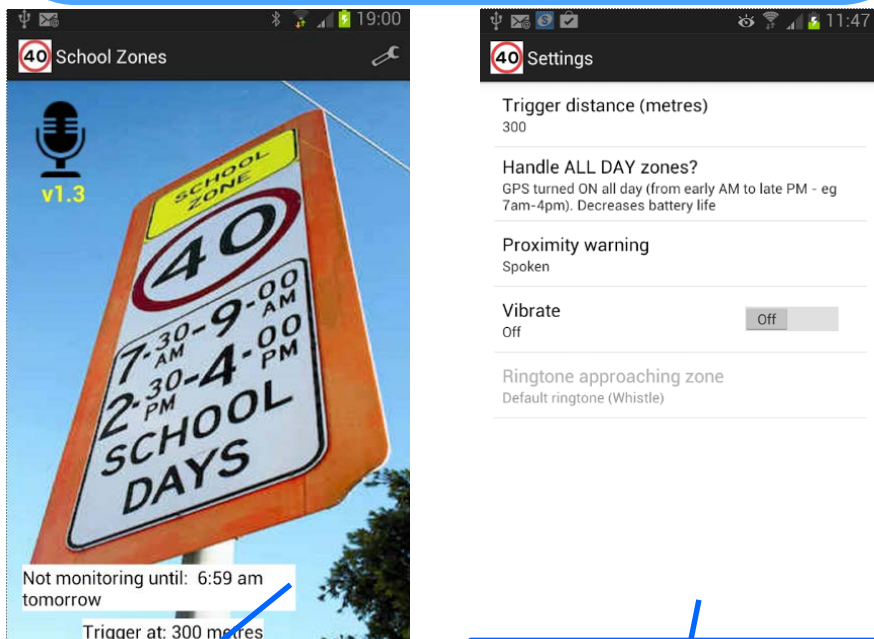 19:00
40 School Zones
v1.3
SCHOOL
ZONE
40
7-30-9-00
AM AM
2-30-4-00
PM PM
SCHOOL
DAYS
Not monitoring until: 6:59 am
tomorrow
Trigger at: 300 metres
11:47
40 Settings
Trigger distance (metres)
300
Handle ALL DAY zones?
GPS turned ON all day (from early AM to late PM - eg
7am-4pm). Decreases battery life
Proximity warning
Spoken
Vibrate
Off
Off
Ringtone approaching zone
Default ringtone (Whistle)